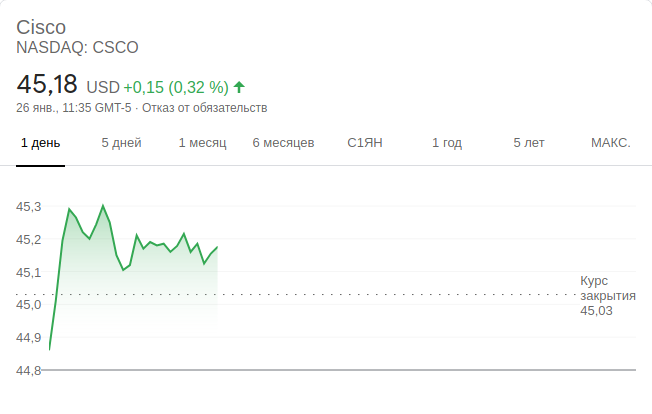 Cisco
NASDAQ: CSCO
45,18 USD +0,15 (0,32 %)
26 янв., 11:35 GMT-5 · Отказ от обязательств
1 день 5 дней 1 месяц 6 месяцев С1ЯН 1 год 5 лет МАКС.
45,3
45,2
45,1
45,0
44,9
44,8
Курс
закрытия
45,03